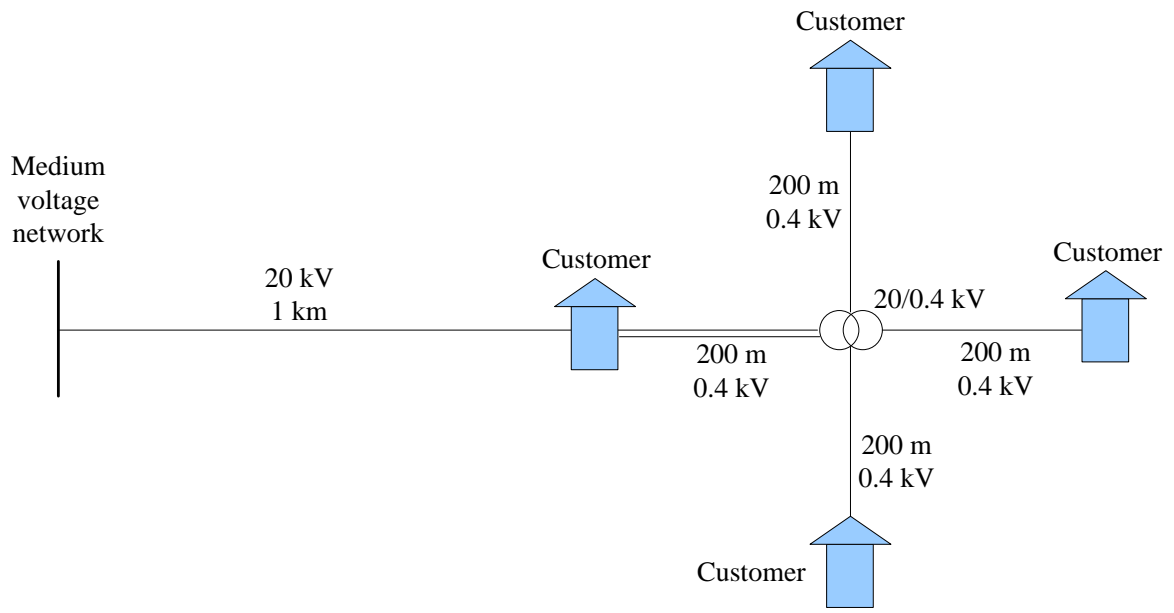 Customer
Medium
voltage
network
200 m
0.4 kV
Customer
Customer
20 kV
1 km
20/0.4 kV
200 m
0.4 kV
200 m
0.4 kV
200 m
0.4 kV
Customer